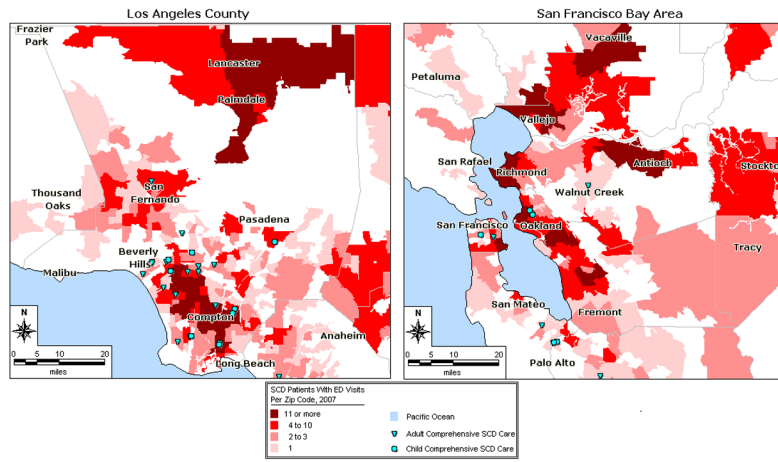 Los Angeles County
Frazier
Park
Lancaster
Palmdale
San
Fernando
Thousand
Oaks
Pasadena
Beverly
Hills
Malibu
Compton
Anaheim
Long Beach
N
0 5 10 20
miles
San Francisco Bay Area
Vacaville
Petaluma
Vallejo
San Rafael
Richmond
Antioch
Stockto
Walnut Creek
San Francisco
Oakland
Tracy
San Mateo
Fremont
Palo Alto
N
0 5 10 20
miles
SCD Patients With ED Visits
Per Zip Code, 2007
11 or more
4 to 10
2 to 3
1
Pacific Ocean
Adult Comprehensive SCD Care
Child Comprehensive SCD Care